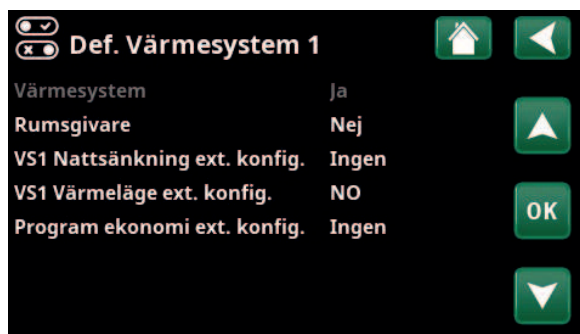 Def. Värmesystem 1
Värmesystem Ja
Rumsgivare Nej
VS1 Nattsänkning ext. konfig. Ingen
VS1 Värmeläge ext. konfig. NO
Program ekonomi ext. konfig. Ingen
OK